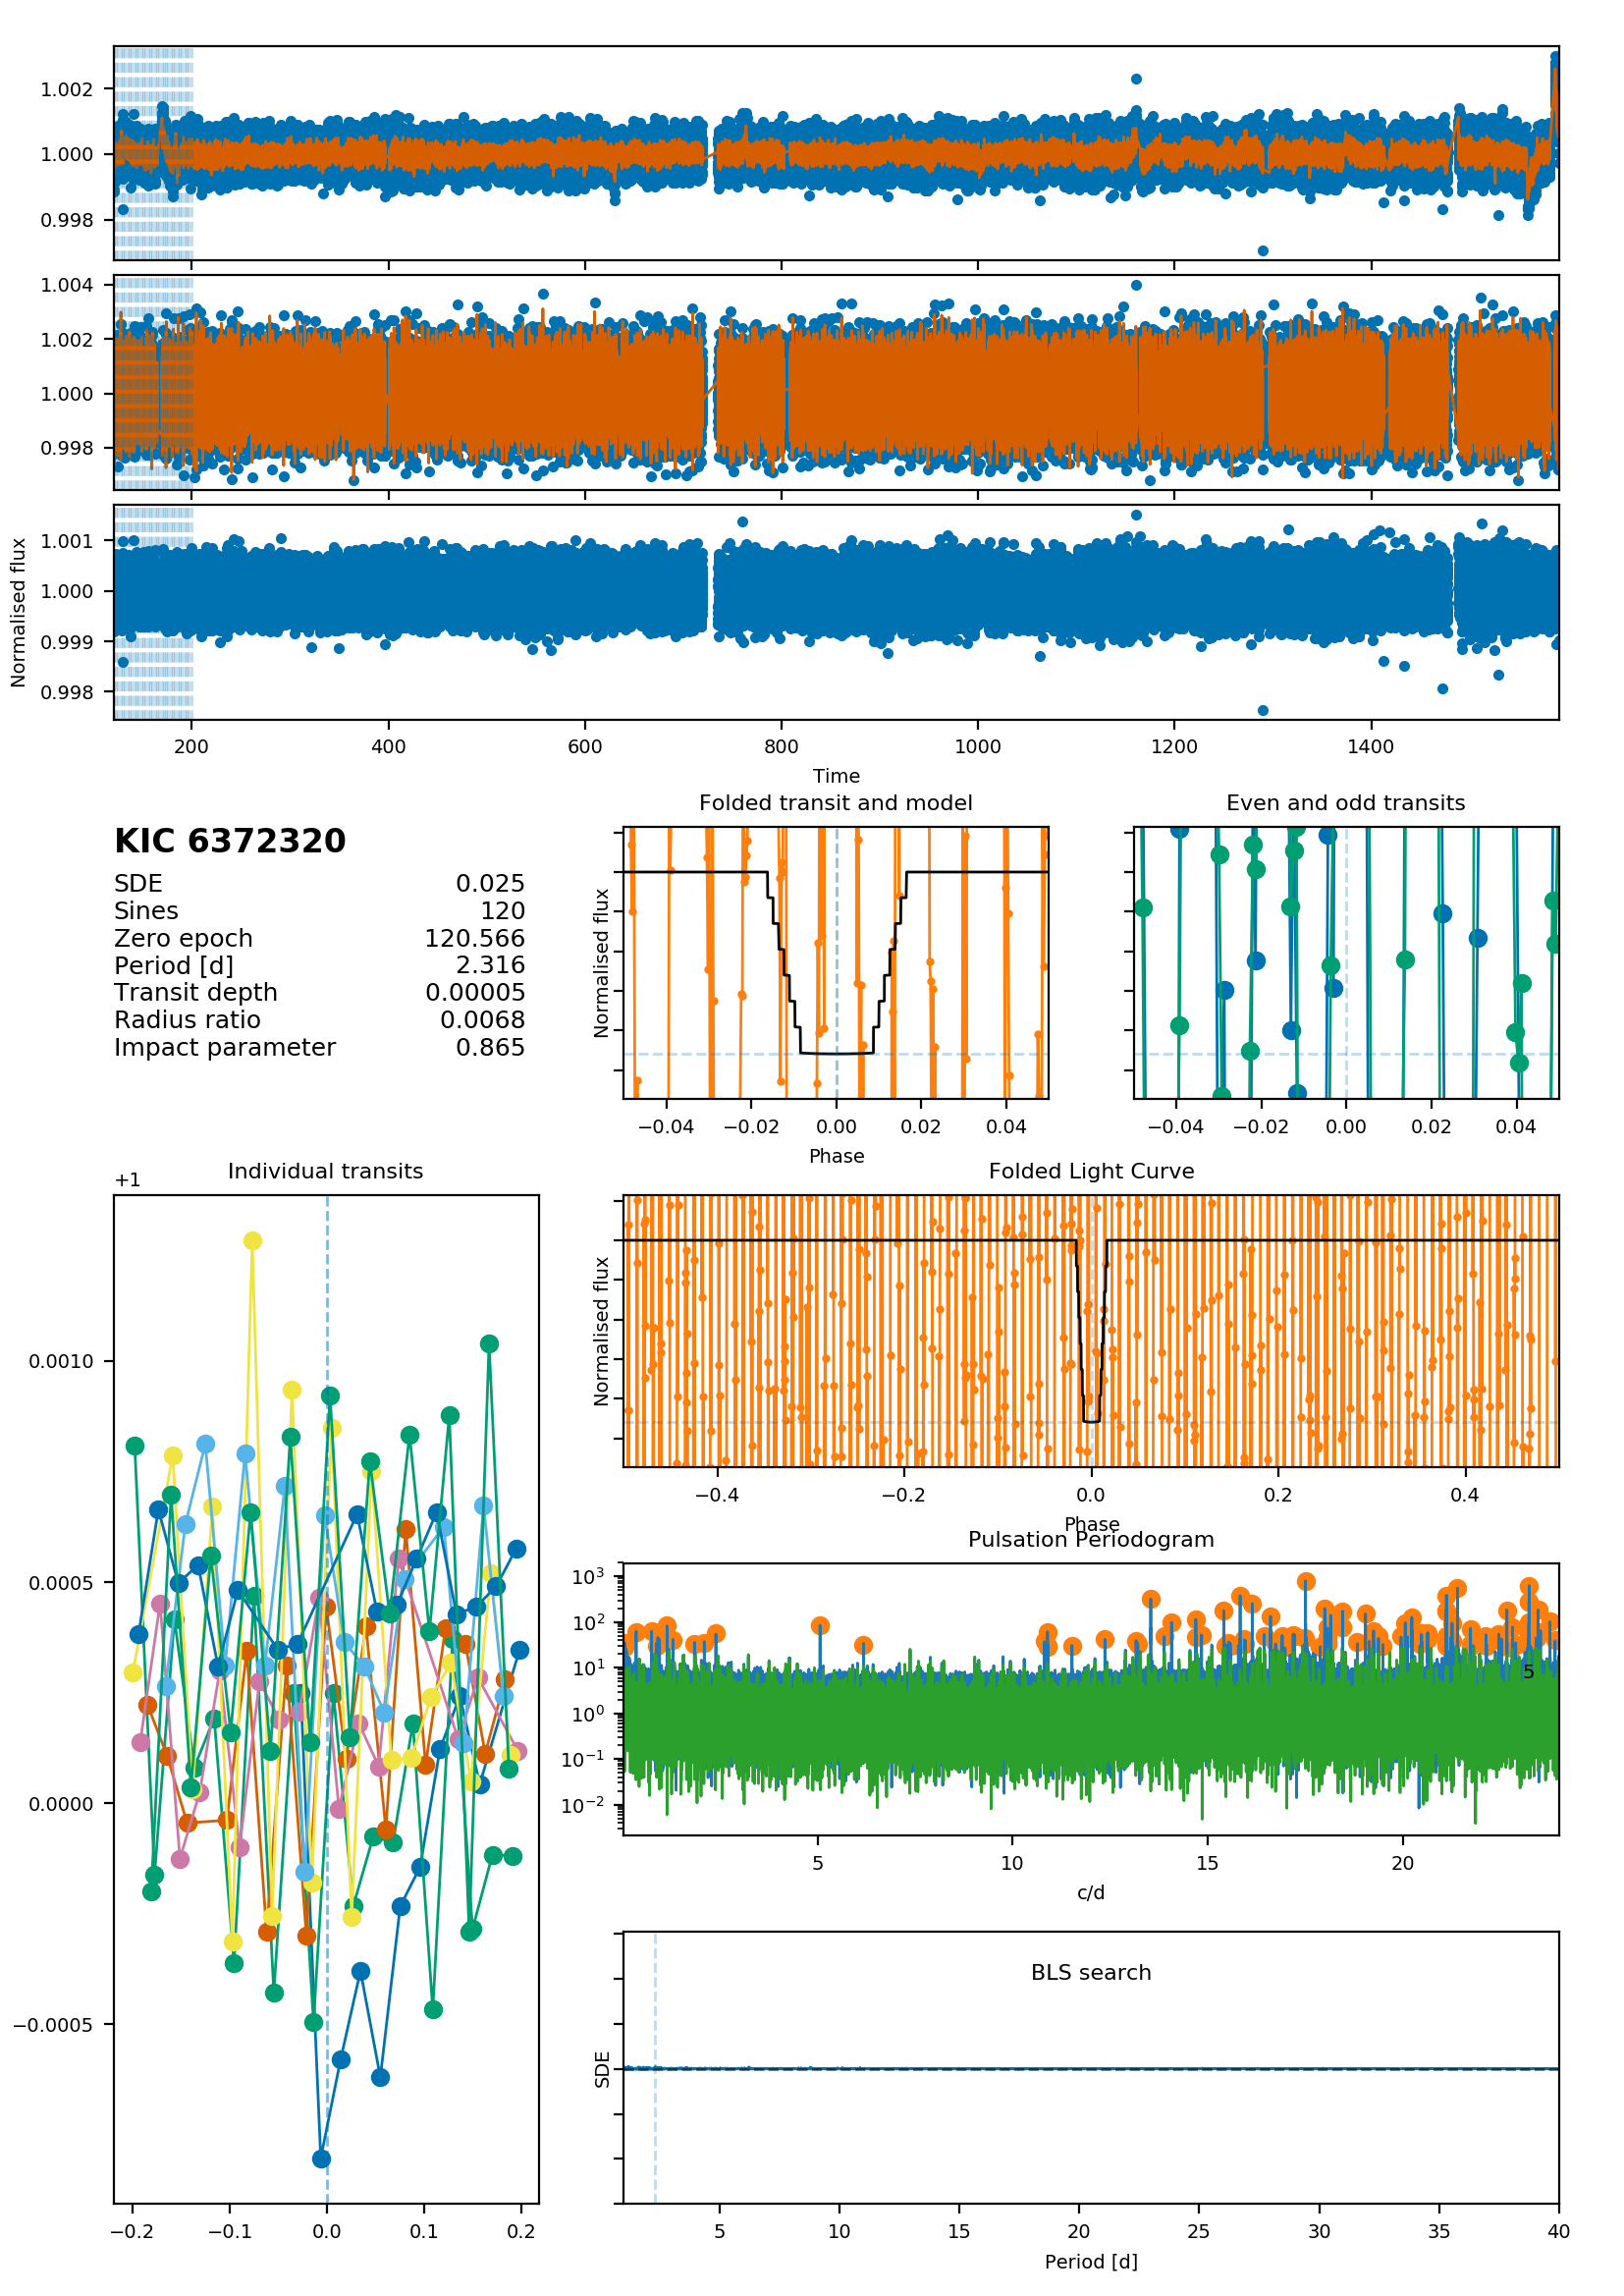 1.002
1.000
0.998
1.004
1.002
1.000
0.998
Normalised flux
1.001
1.000
0.999
0.998
200 400 600 800 1000 1200 1400
Time
KIC 6372320
SDE 0.025
Sines 120
Zero epoch 120.566
Period [d] 2.316
Transit depth 0.00005
Radius ratio 0.0068
Impact parameter 0.865
Folded transit and model
Normalised flux
−0.04 −0.02 0.00 0.02 0.04
Phase
Even and odd transits
−0.04 −0.02 0.00 0.02 0.04
Individual transits
+1
0.0010
0.0005
0.0000
−0.0005
−0.2 −0.1 0.0 0.1 0.2
Folded Light Curve
Normalised flux
−0.4 −0.2 0.0 0.2 0.4
Phase
Pulsation Periodogram
10³
10²
10¹
10⁰
10⁻¹
10⁻²
5
5 10 15 20
c/d
BLS search
SDE
5 10 15 20 25 30 35 40
Period [d]